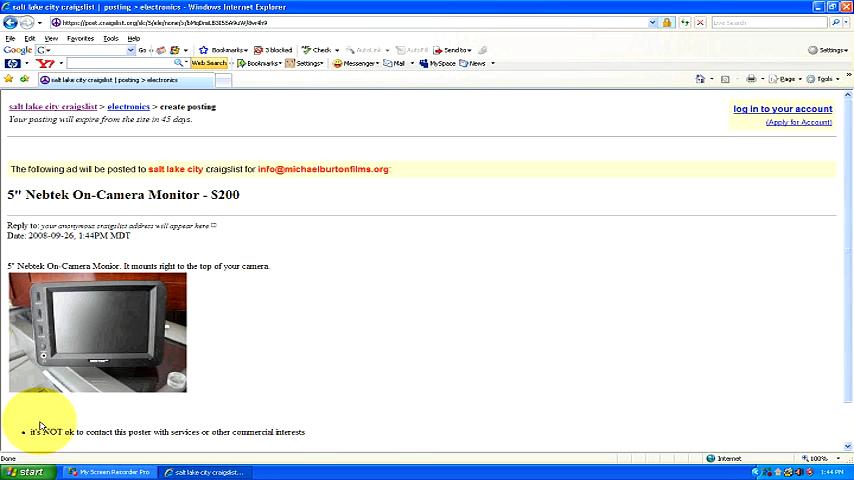 salt lake city craigslist | posting > electronics - Windows Internet Explorer
Live Search
File Edit View Favorites Tools Help
Google Bookmarks 3 blocked Check AutoLink AutoFill Send to Settings
Web Search Bookmarks Settings Messenger Mail MySpace News
salt lake city craigslist | posting > electronics
Page Tools
salt lake city craigslist > electronics > create posting
log in to your account
Your posting will expire from the site in 45 days.
(Apply for Account)
The following ad will be posted to salt lake city craigslist for info@michaelburtonfilms.org:
5" Nebtek On-Camera Monitor - $200
Reply to: your anonymous craigslist address will appear here
Date: 2008-09-26, 1:44PM MDT
5" Nebtek On-Camera Monior. It mounts right to the top of your camera.
it's NOT ok to contact this poster with services or other commercial interests
Done
Internet
100%
start
My Screen Recorder Pro
salt lake city craigslist...
1:44 PM